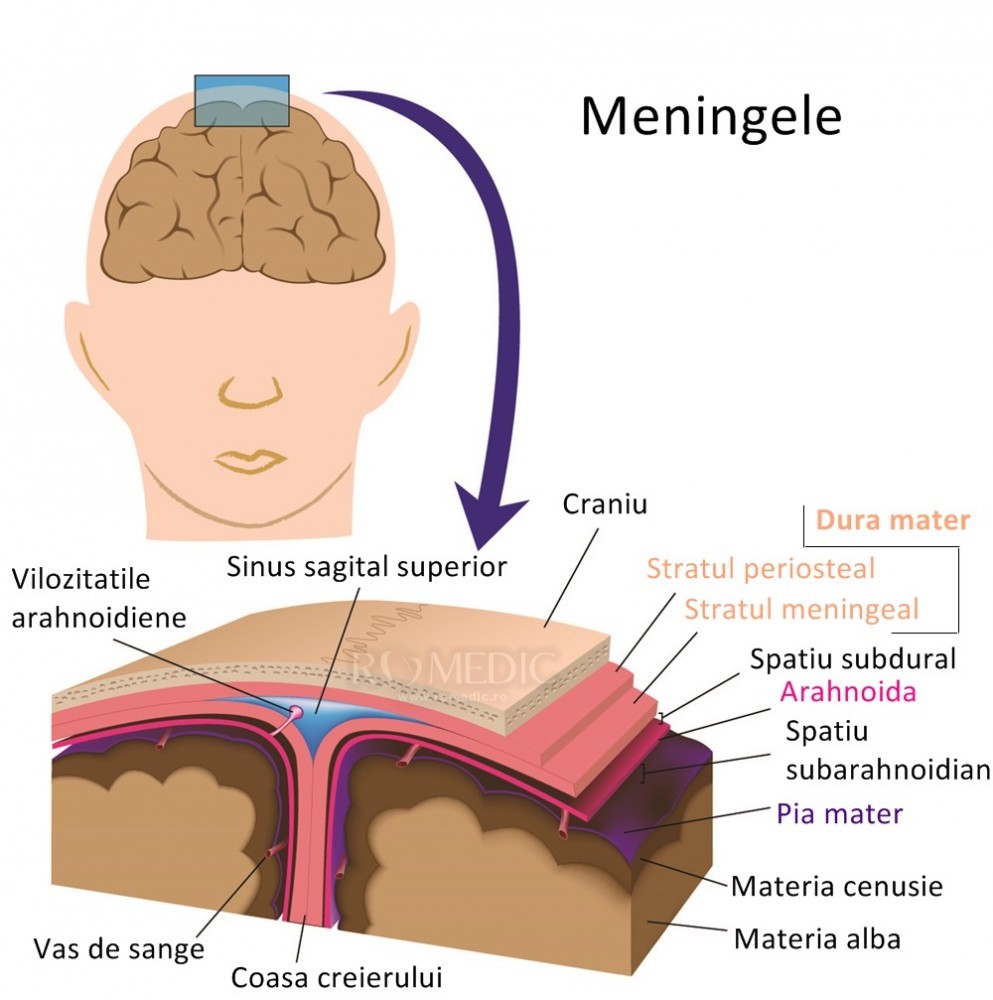 Meningele
Craniu
Dura mater
Sinus sagital superior
Stratul periosteal
Vilozitatile
arahnoidiene
Stratul meningeal
Spatiu subdural
ROMEDIC
Arahnoida
Spatiu
subarahnoidian
Pia mater
Materia cenusie
Materia alba
Vas de sange
Coasa creierului